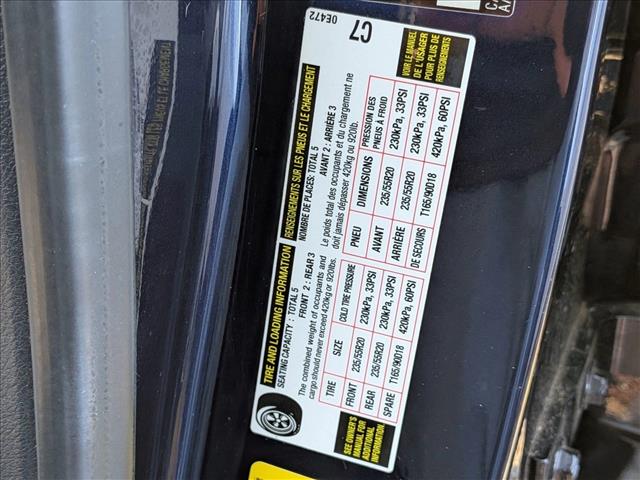 TIRE AND LOADING INFORMATION
SEATING CAPACITY : TOTAL 5
FRONT 2 : REAR 3
The combined weight of occupants and
cargo should never exceed 420kg or 920lbs.
TIRE SIZE COLD TIRE PRESSURE
FRONT 235/55R20 230kPa, 33PSI
REAR 235/55R20 230kPa, 33PSI
SPARE T165/90D18 420kPa, 60PSI
SEE OWNER'S
MANUAL FOR
ADDITIONAL
INFORMATION
RENSEIGNEMENTS SUR LES PNEUS ET LE CHARGEMENT
NOMBRE DE PLACES: TOTAL 5
AVANT 2 : ARRIÈRE 3
Le poids total des occupants et du chargement ne
doit jamais dépasser 420kg ou 920lb.
PNEU DIMENSIONS PRESSION DES
PNEUS À FROID
AVANT 235/55R20 230kPa, 33PSI
ARRIÈRE 235/55R20 230kPa, 33PSI
DE SECOURS T165/90D18 420kPa, 60PSI
VOIR LE MANUEL
DE L'USAGER
POUR PLUS DE
RENSEIGNEMENTS
0E472
C7